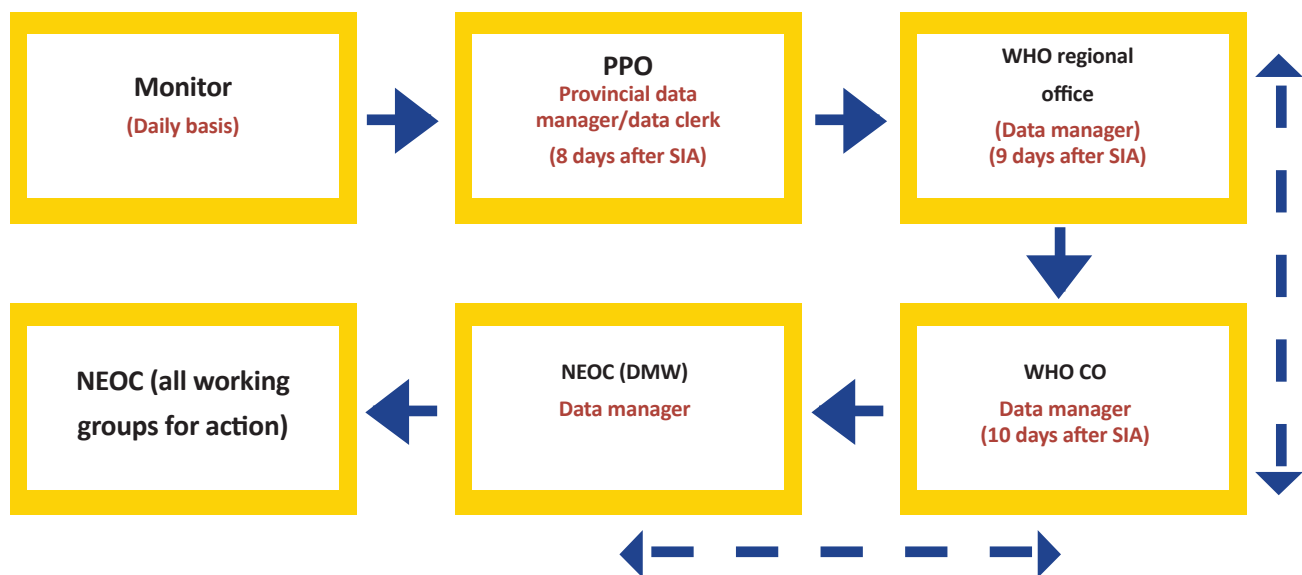 Monitor
(Daily basis)
PPO
Provincial data
manager/data clerk
(8 days after SIA)
WHO regional
office
(Data manager)
(9 days after SIA)
NEOC (all working
groups for action)
NEOC (DMW)
Data manager
WHO CO
Data manager
(10 days after SIA)